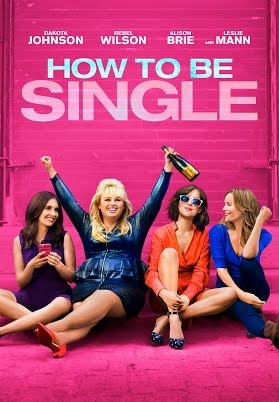 DAKOTA JOHNSON REBEL WILSON ALISON BRIE AND LESLIE MANN
HOW TO BE
SINGLE